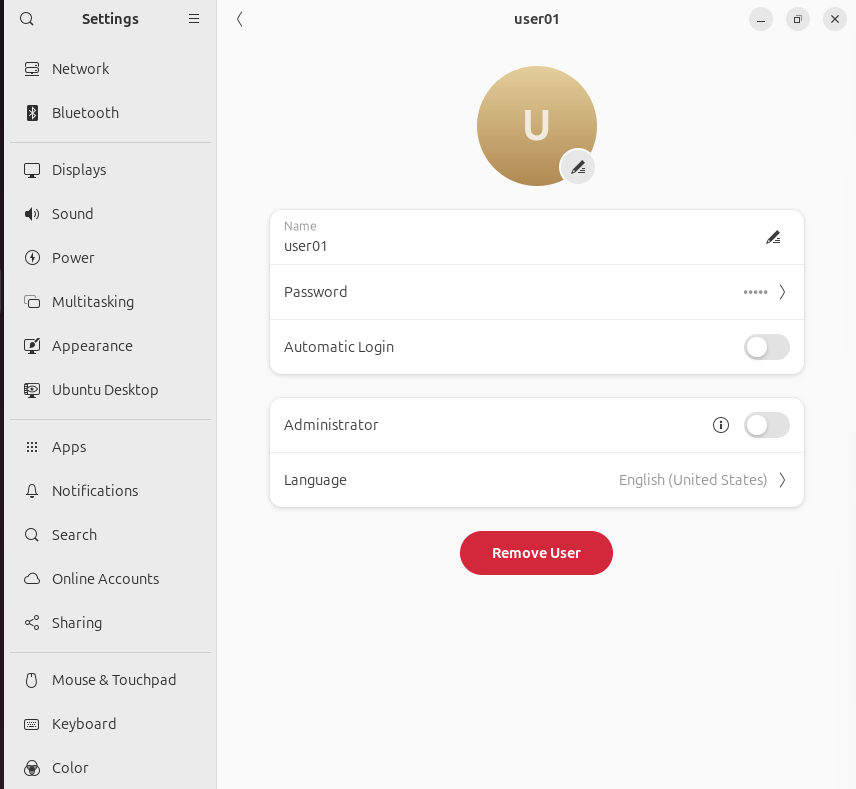 Settings
Network
Bluetooth
Displays
Sound
Power
Multitasking
Appearance
Ubuntu Desktop
Apps
Notifications
Search
Online Accounts
Sharing
Mouse & Touchpad
Keyboard
Color
user01
U
Name
user01
Password •••••
Automatic Login
Administrator
Language English (United States)
Remove User